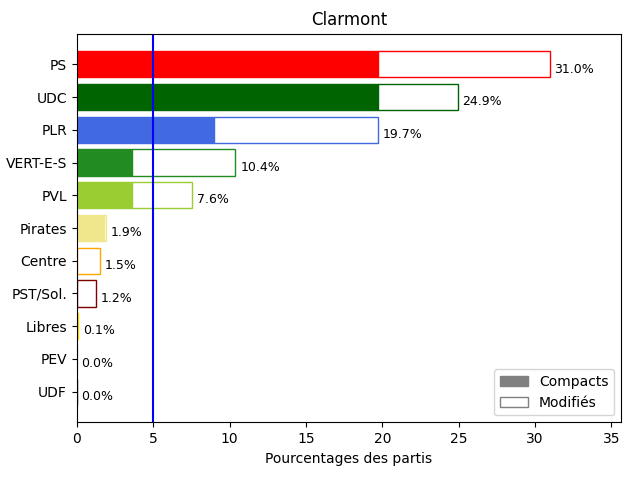 Clarmont
PS 31.0%
UDC 24.9%
PLR 19.7%
VERT-E-S 10.4%
PVL 7.6%
Pirates 1.9%
Centre 1.5%
PST/Sol. 1.2%
Libres 0.1%
PEV 0.0%
UDF 0.0%
Compacts
Modifiés
0 5 10 15 20 25 30 35
Pourcentages des partis